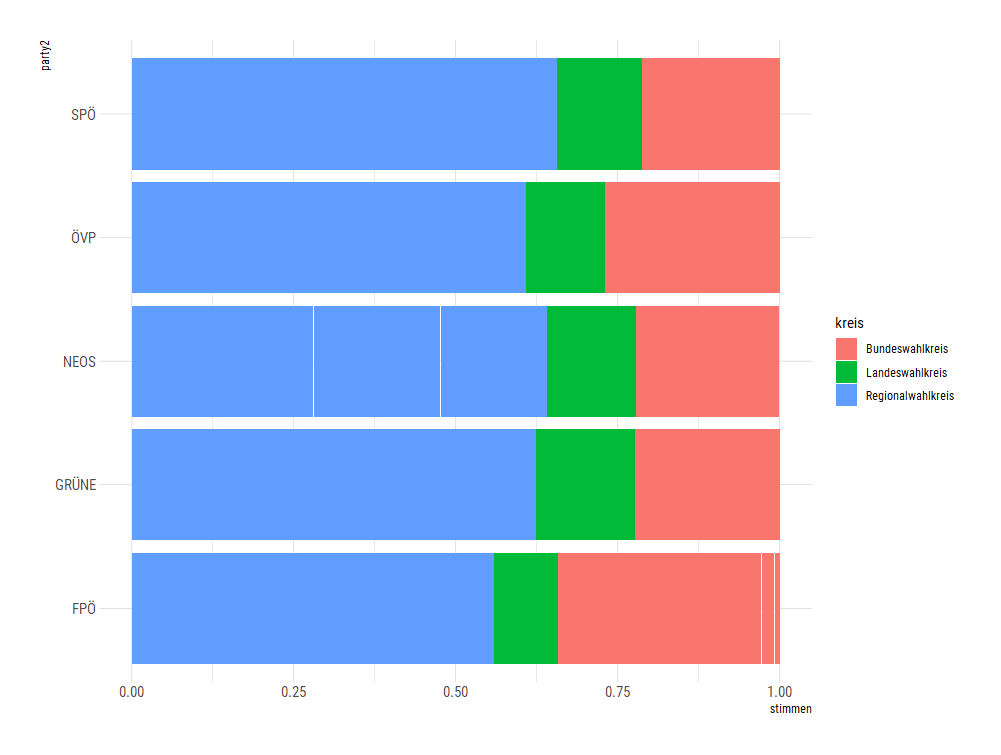 party2
SPÖ
ÖVP
NEOS
GRÜNE
FPÖ
0.00
0.25
0.50
0.75
1.00
stimmen
kreis
Bundeswahlkreis
Landeswahlkreis
Regionalwahlkreis